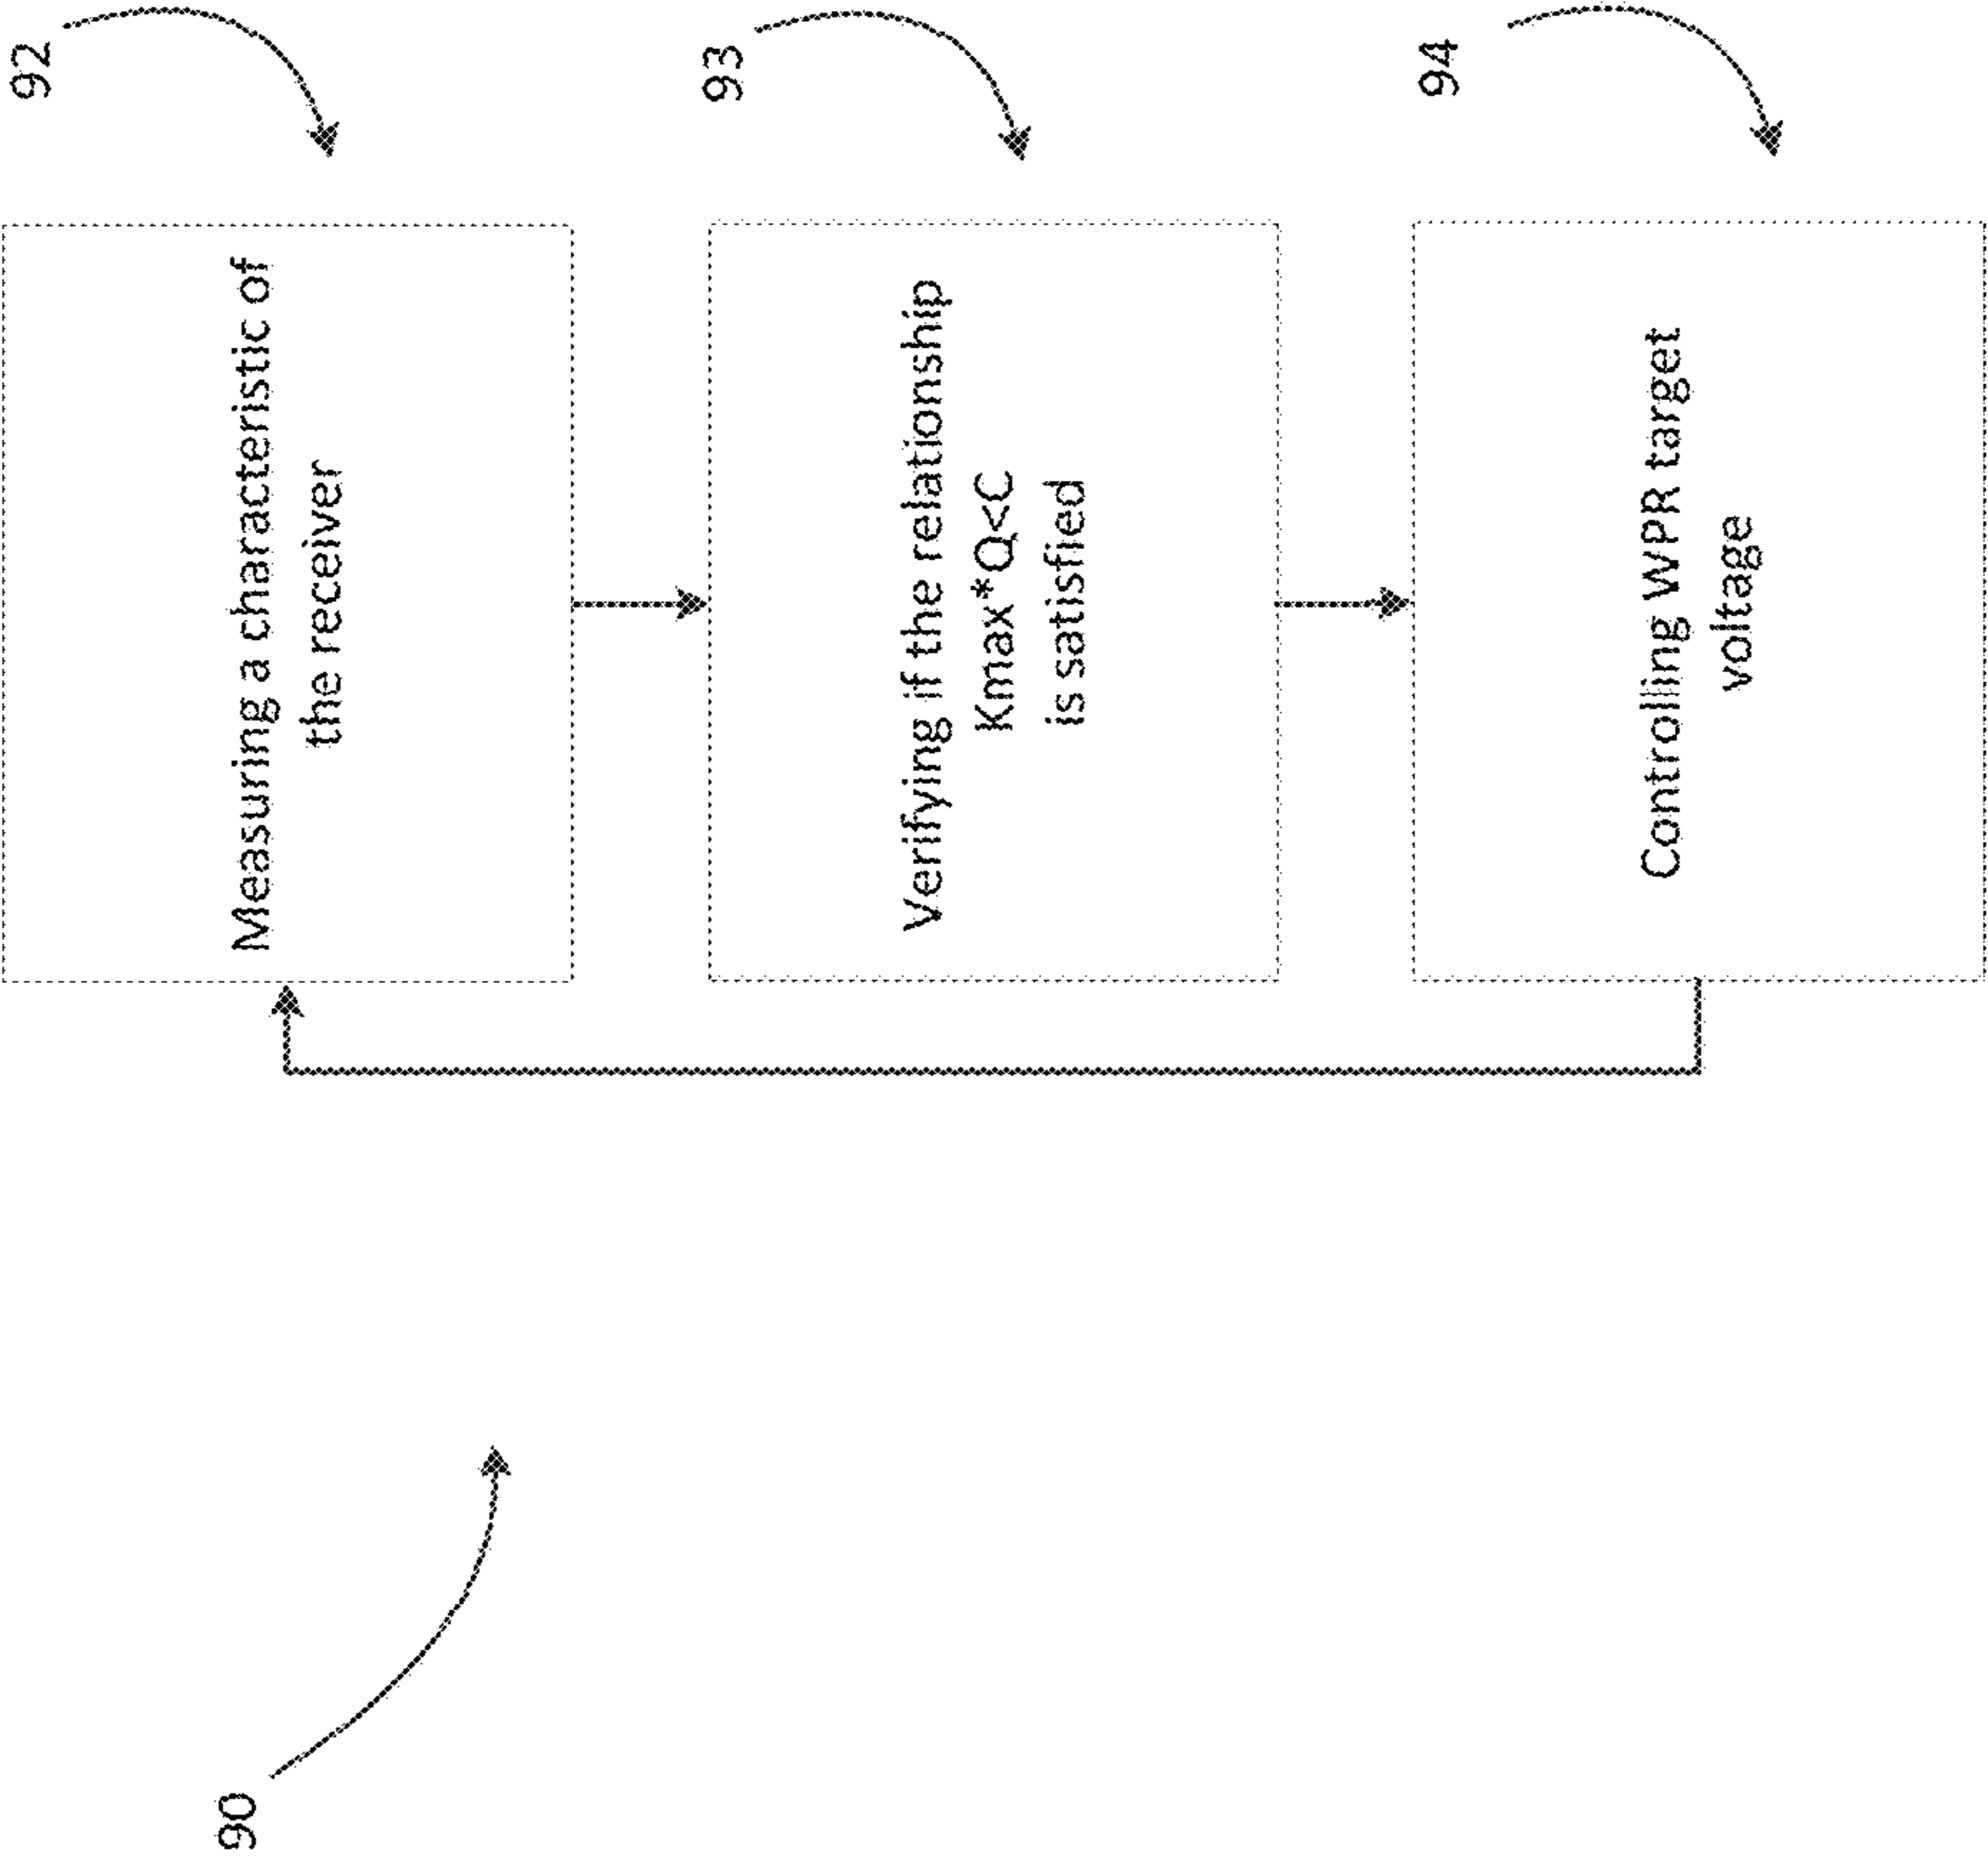 90
92
Measuring a characteristic of
the receiver
93
Verifying if the relationship
Kmax*Q<C
is satisfied
94
Controlling WPR target
voltage